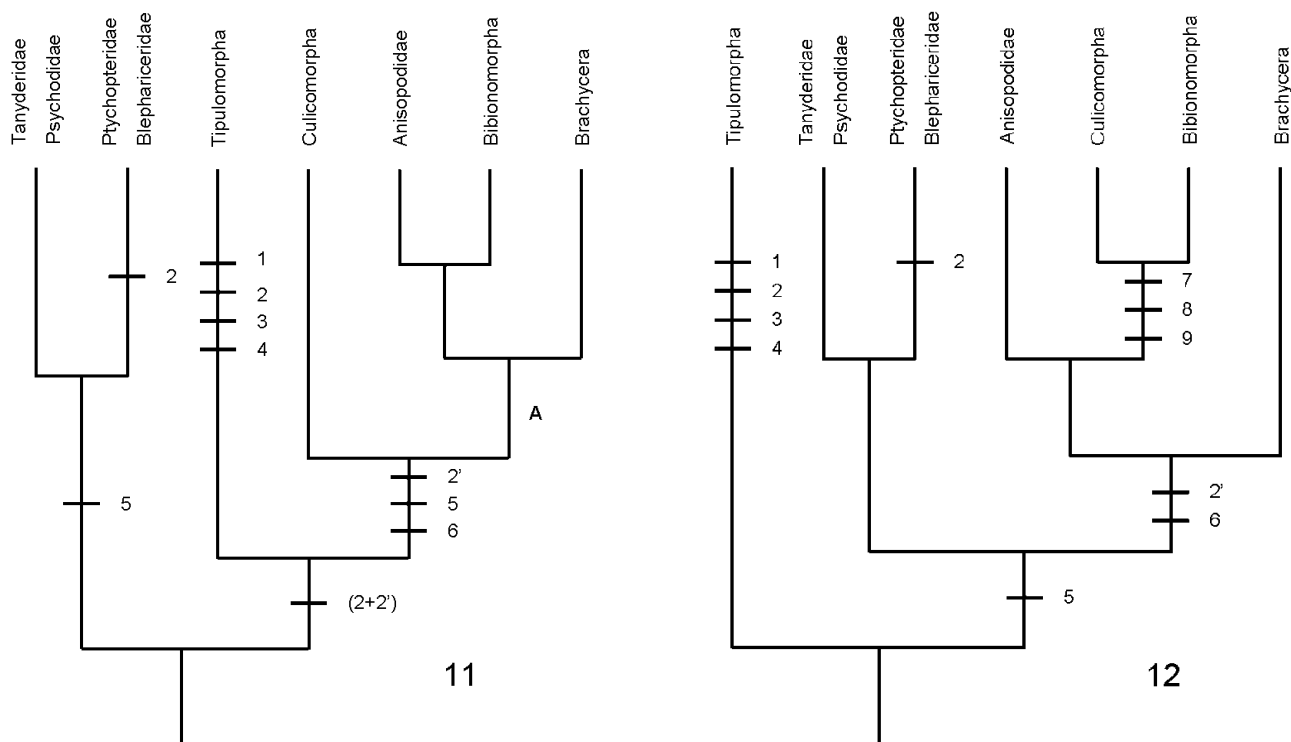 Tanyderidae
Psychodidae
Ptychopteridae
Blephariceridae
Tipulomorpha
Culicomorpha
Anisopodidae
Bibionomorpha
Brachycera
2
1
2
3
4
5
A
2'
5
6
(2+2')
11
Tipulomorpha
Tanyderidae
Psychodidae
Ptychopteridae
Blephariceridae
Anisopodidae
Culicomorpha
Bibionomorpha
Brachycera
1
2
3
4
2
7
8
9
2'
6
5
12